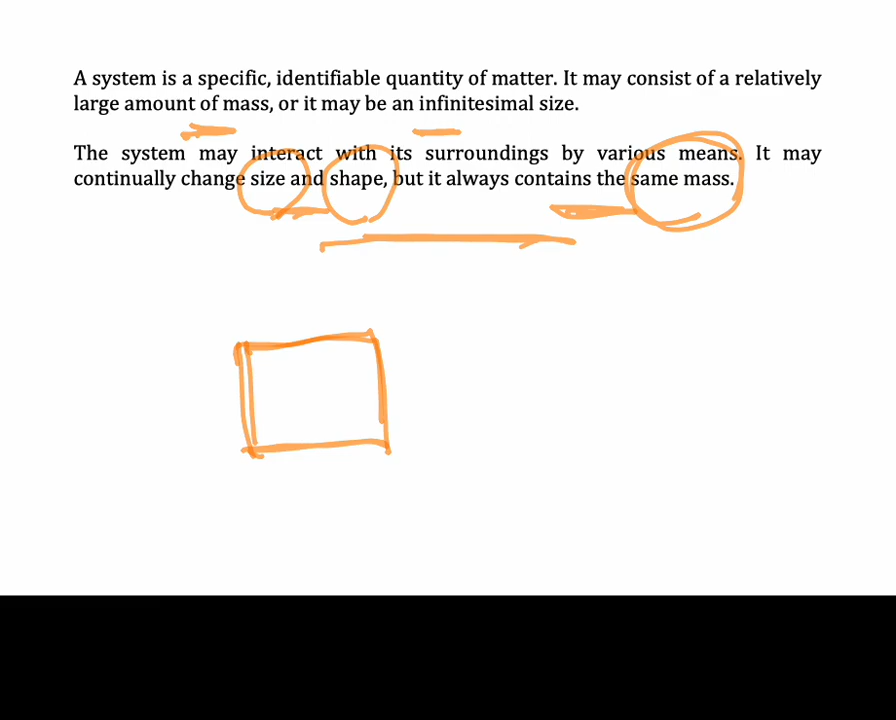 A system is a specific, identifiable quantity of matter. It may consist of a relatively
large amount of mass, or it may be an infinitesimal size.
The system may interact with its surroundings by various means. It may
continually change size and shape, but it always contains the same mass.